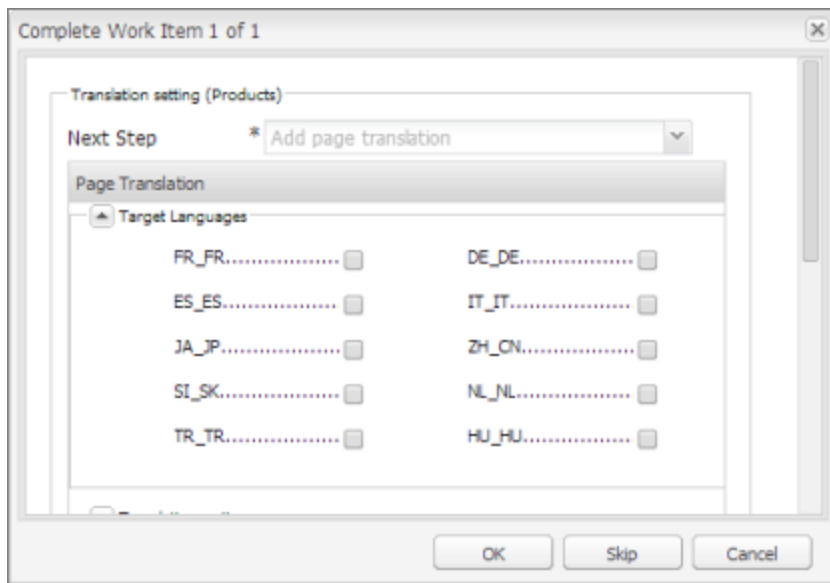 Complete Work Item 1 of 1
Translation setting (Products)
Next Step * Add page translation
Page Translation
Target Languages
FR_FR................... DE_DE...................
ES_ES................... IT_IT...................
JA_JP................... ZH_CN...................
SI_SK................... NL_NL...................
TR_TR................... HU_HU...................
OK Skip Cancel